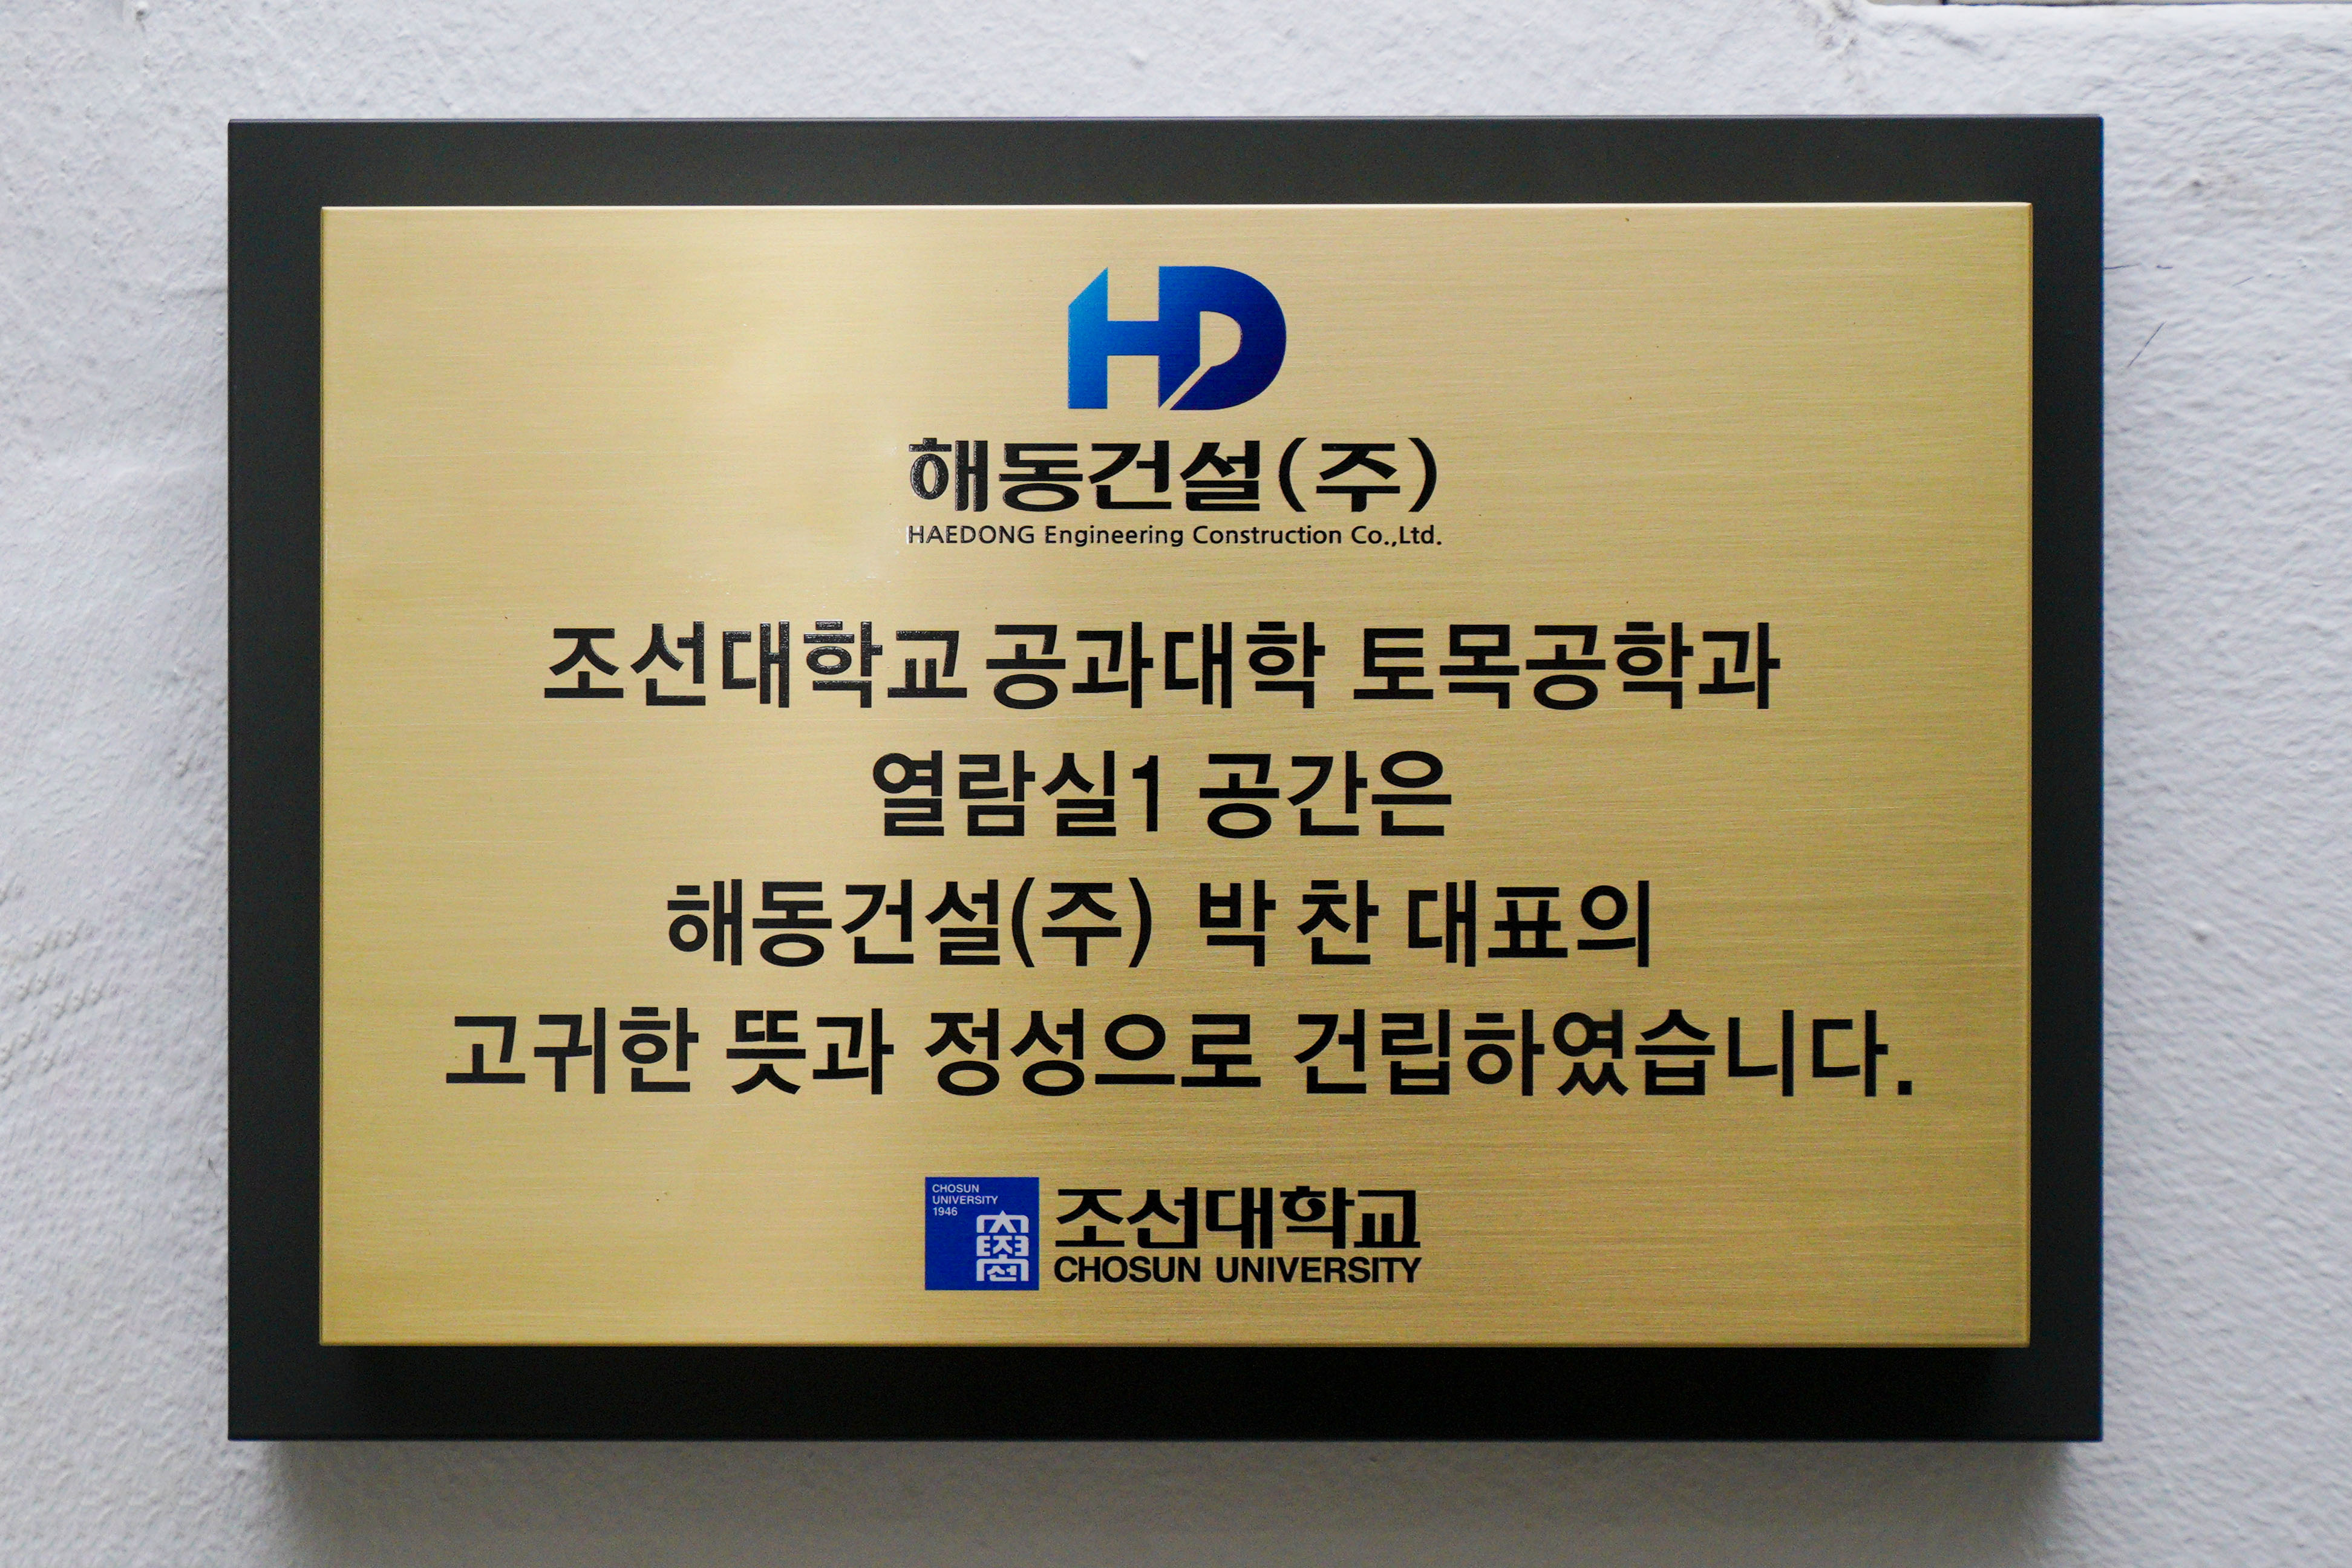 HD
해동건설(주)
HAEDONG Engineering Construction Co.,Ltd.
조선대학교 공과대학 토목공학과
열람실1 공간은
해동건설(주) 박 찬 대표의
고귀한 뜻과 정성으로 건립하였습니다.
CHOSUN
UNIVERSITY
1946
조선대학교
CHOSUN UNIVERSITY